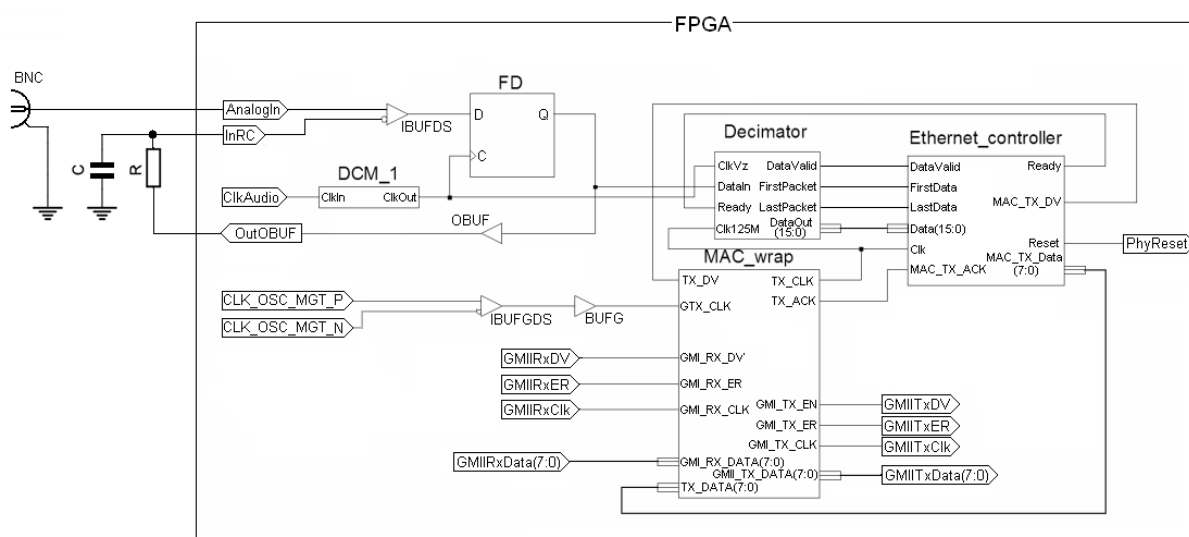 FPGA
BNC
AnalogIn
InRC
IBUFDS
FD
D
Q
C
C
R
DCM_1
ClkAudio
ClkIn
ClkOut
OBUF
OutOBUF
Decimator
ClkVz
DataValid
DataIn
FirstPacket
Ready
LastPacket
Clk125M
DataOut
(15:0)
Ethernet_controller
DataValid
Ready
FirstData
MAC_TX_DV
LastData
Data(15:0)
Clk
Reset
MAC_TX_ACK
MAC_TX_Data
(7:0)
PhyReset
MAC_wrap
TX_DV
TX_CLK
TX_ACK
GTX_CLK
CLK_OSC_MGT_P
CLK_OSC_MGT_N
IBUFGDS
BUFG
GMIIRxDV
GMI_RX_DV'
GMIIRxER
GMI_RX_ER
GMIIRxClk
GMI_RX_CLK
GMI_TX_EN
GMIITxDV
GMI_TX_ER
GMIITxER
GMI_TX_CLK
GMIITxClk
GMIIRxData(7:0)
GMI_RX_DATA(7:0)
GMII_TX_DATA(7:0)
GMIITxData(7:0)
TX_DATA(7:0)